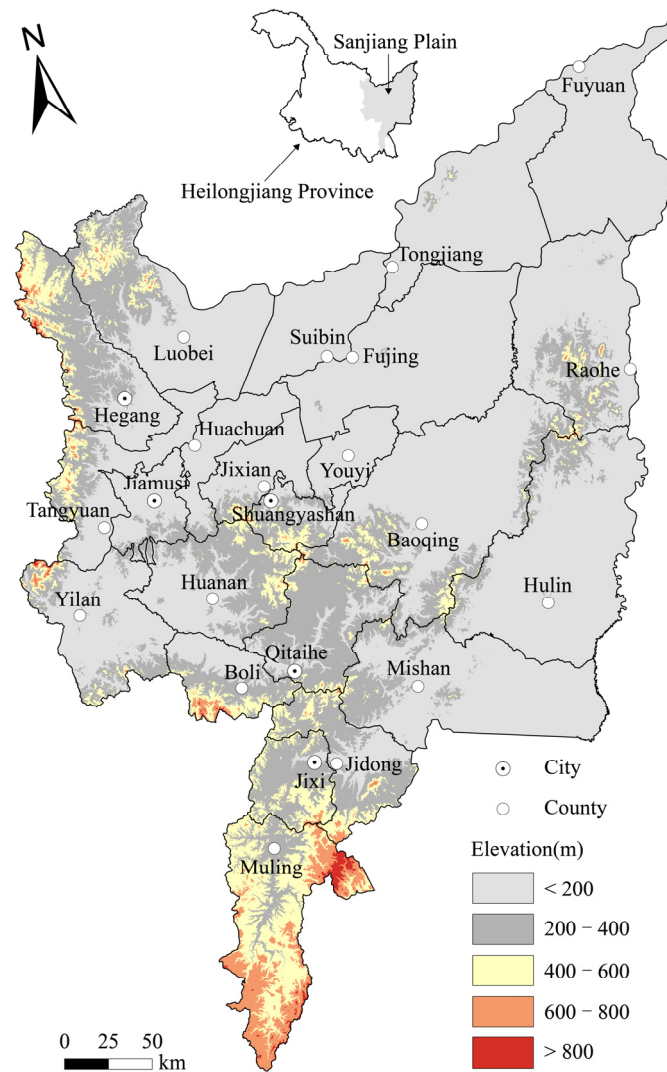 N
Sanjiang Plain
Heilongjiang Province
Fuyuan
Tongjiang
Luobei
Suibin
Fujing
Raohe
Hegang
Huachuan
Jixian
Youyi
Jiamusi
Shuangyashan
Tangyuan
Baoqing
Huanan
Hulin
Yilan
Qitaihe
Boli
Mishan
Jixi
Jidong
City
County
Muling
Elevation(m)
< 200
200 – 400
400 – 600
600 – 800
> 800
0 25 50
km